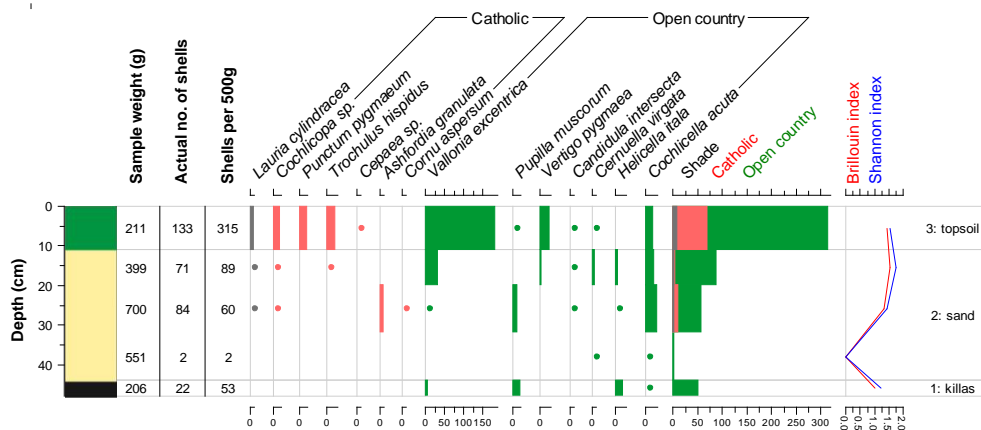 Catholic
Open country
Sample weight (g)
Actual no. of shells
Shells per 500g
Lauria cylindracea
Cochlicopa sp.
Punctum pygmaeum
Trochulus hispidus
Cepaea sp.
Ashfordia granulata
Cornu aspersum
Vallonia excentrica
Pupilla muscorum
Vertigo pygmaea
Candidula intersecta
Cernuella virgata
Helicella itala
Cochlicella acuta
Shade
Catholic
Open country
Brillouin index
Shannon index
Depth (cm)
0
10
20
30
40
211 133 315 3: topsoil
399 71 89
700 84 60 2: sand
551 2 2
206 22 53 1: killas
0 0 0 0 0 0 0 0 50 100 150 0 0 0 0 0 0 0 50 100 150 200 250 300 0.0 0.5 1.0 1.5 2.0